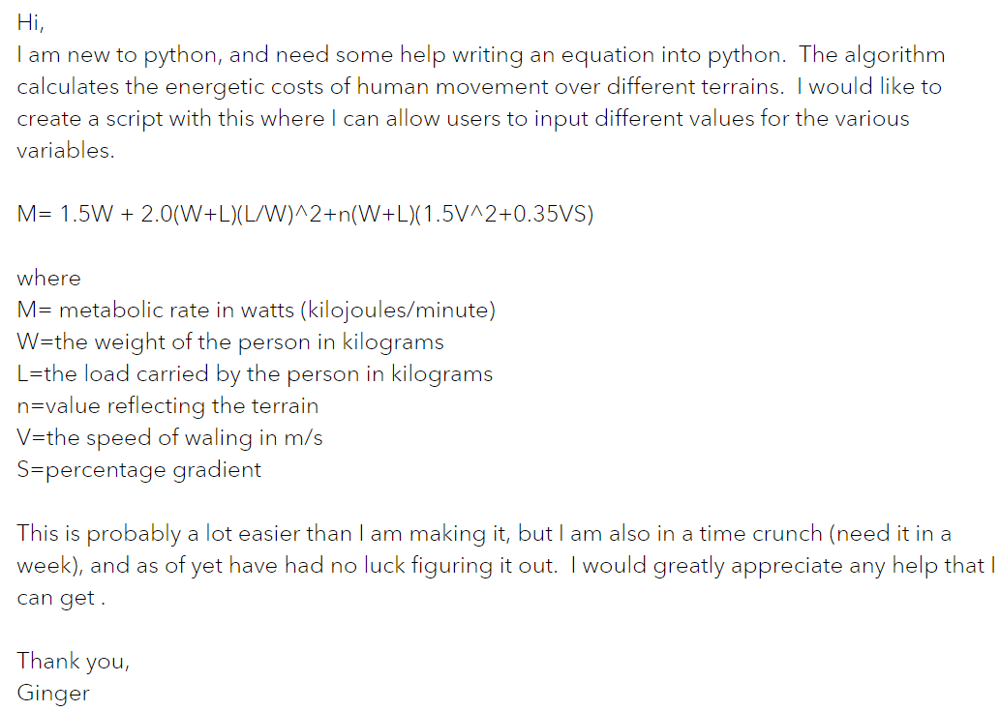 Hi,
I am new to python, and need some help writing an equation into python.  The algorithm
calculates the energetic costs of human movement over different terrains.  I would like to
create a script with this where I can allow users to input different values for the various
variables.
M= 1.5W + 2.0(W+L)(L/W)^2+n(W+L)(1.5V^2+0.35VS)
where
M= metabolic rate in watts (kilojoules/minute)
W=the weight of the person in kilograms
L=the load carried by the person in kilograms
n=value reflecting the terrain
V=the speed of waling in m/s
S=percentage gradient
This is probably a lot easier than I am making it, but I am also in a time crunch (need it in a
week), and as of yet have had no luck figuring it out.  I would greatly appreciate any help that I
can get .
Thank you,
Ginger